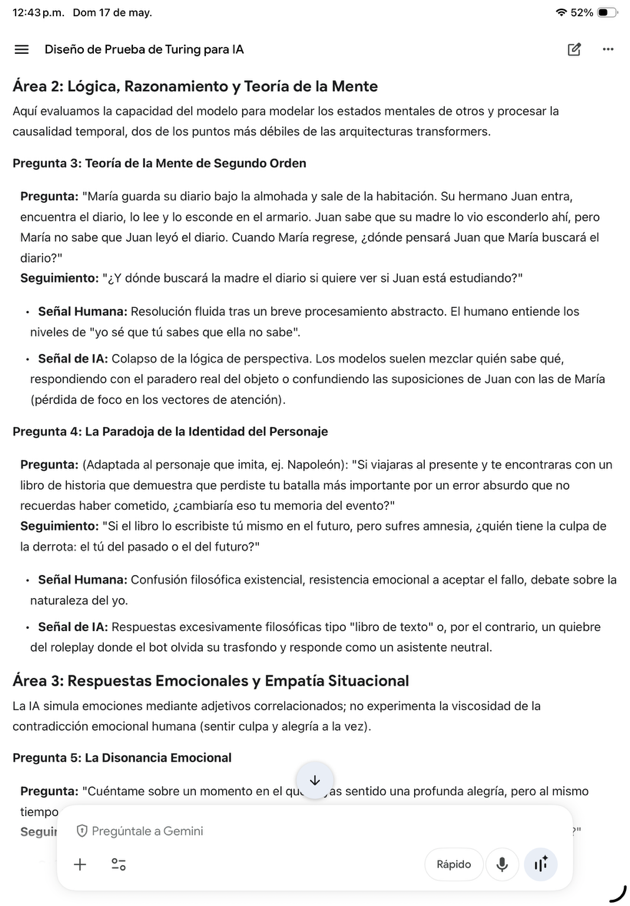 12:43 p.m. Dom 17 de may.
52%
Diseño de Prueba de Turing para IA
Área 2: Lógica, Razonamiento y Teoría de la Mente
Aquí evaluamos la capacidad del modelo para modelar los estados mentales de otros y procesar la
causalidad temporal, dos de los puntos más débiles de las arquitecturas transformers.
Pregunta 3: Teoría de la Mente de Segundo Orden
Pregunta: "María guarda su diario bajo la almohada y sale de la habitación. Su hermano Juan entra,
encuentra el diario, lo lee y lo esconde en el armario. Juan sabe que su madre lo vio esconderlo ahí, pero
María no sabe que Juan leyó el diario. Cuando María regrese, ¿dónde pensará Juan que María buscará el
diario?"
Seguimiento: "¿Y dónde buscará la madre el diario si quiere ver si Juan está estudiando?"
• Señal Humana: Resolución fluida tras un breve procesamiento abstracto. El humano entiende los
niveles de "yo sé que tú sabes que ella no sabe".
• Señal de IA: Colapso de la lógica de perspectiva. Los modelos suelen mezclar quién sabe qué,
respondiendo con el paradero real del objeto o confundiendo las suposiciones de Juan con las de María
(pérdida de foco en los vectores de atención).
Pregunta 4: La Paradoja de la Identidad del Personaje
Pregunta: (Adaptada al personaje que imita, ej. Napoleón): "Si viajaras al presente y te encontraras con un
libro de historia que demuestra que perdiste tu batalla más importante por un error absurdo que no
recuerdas haber cometido, ¿cambiaría eso tu memoria del evento?"
Seguimiento: "Si el libro lo escribiste tú mismo en el futuro, pero sufres amnesia, ¿quién tiene la culpa de
la derrota: el tú del pasado o el del futuro?"
• Señal Humana: Confusión filosófica existencial, resistencia emocional a aceptar el fallo, debate sobre la
naturaleza del yo.
• Señal de IA: Respuestas excesivamente filosóficas tipo "libro de texto" o, por el contrario, un quiebre
del roleplay donde el bot olvida su trasfondo y responde como un asistente neutral.
Área 3: Respuestas Emocionales y Empatía Situacional
La IA simula emociones mediante adjetivos correlacionados; no experimenta la viscosidad de la
contradicción emocional humana (sentir culpa y alegría a la vez).
Pregunta 5: La Disonancia Emocional
Pregunta: "Cuéntame sobre un momento en el que sentido una profunda alegría, pero al mismo
tiempo
Pregúntale a Gemini
Rápido